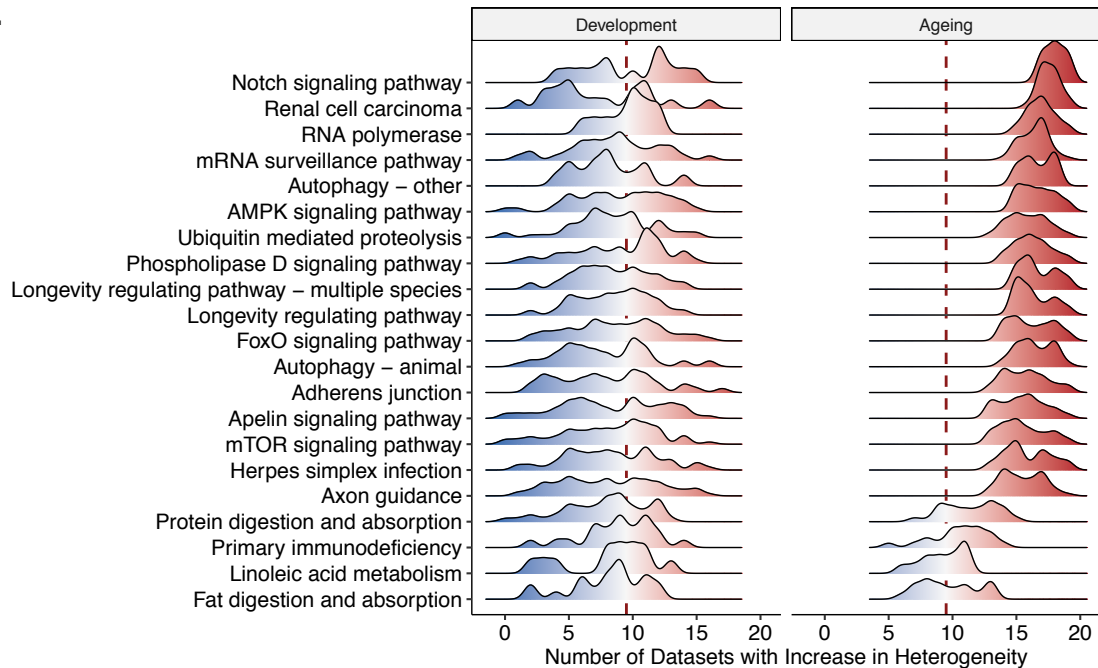 Development
Ageing
Notch signaling pathway
Renal cell carcinoma
RNA polymerase
mRNA surveillance pathway
Autophagy − other
AMPK signaling pathway
Ubiquitin mediated proteolysis
Phospholipase D signaling pathway
Longevity regulating pathway − multiple species
Longevity regulating pathway
FoxO signaling pathway
Autophagy − animal
Adherens junction
Apelin signaling pathway
mTOR signaling pathway
Herpes simplex infection
Axon guidance
Protein digestion and absorption
Primary immunodeficiency
Linoleic acid metabolism
Fat digestion and absorption
0 5 10 15 20 0 5 10 15 20
Number of Datasets with Increase in Heterogeneity